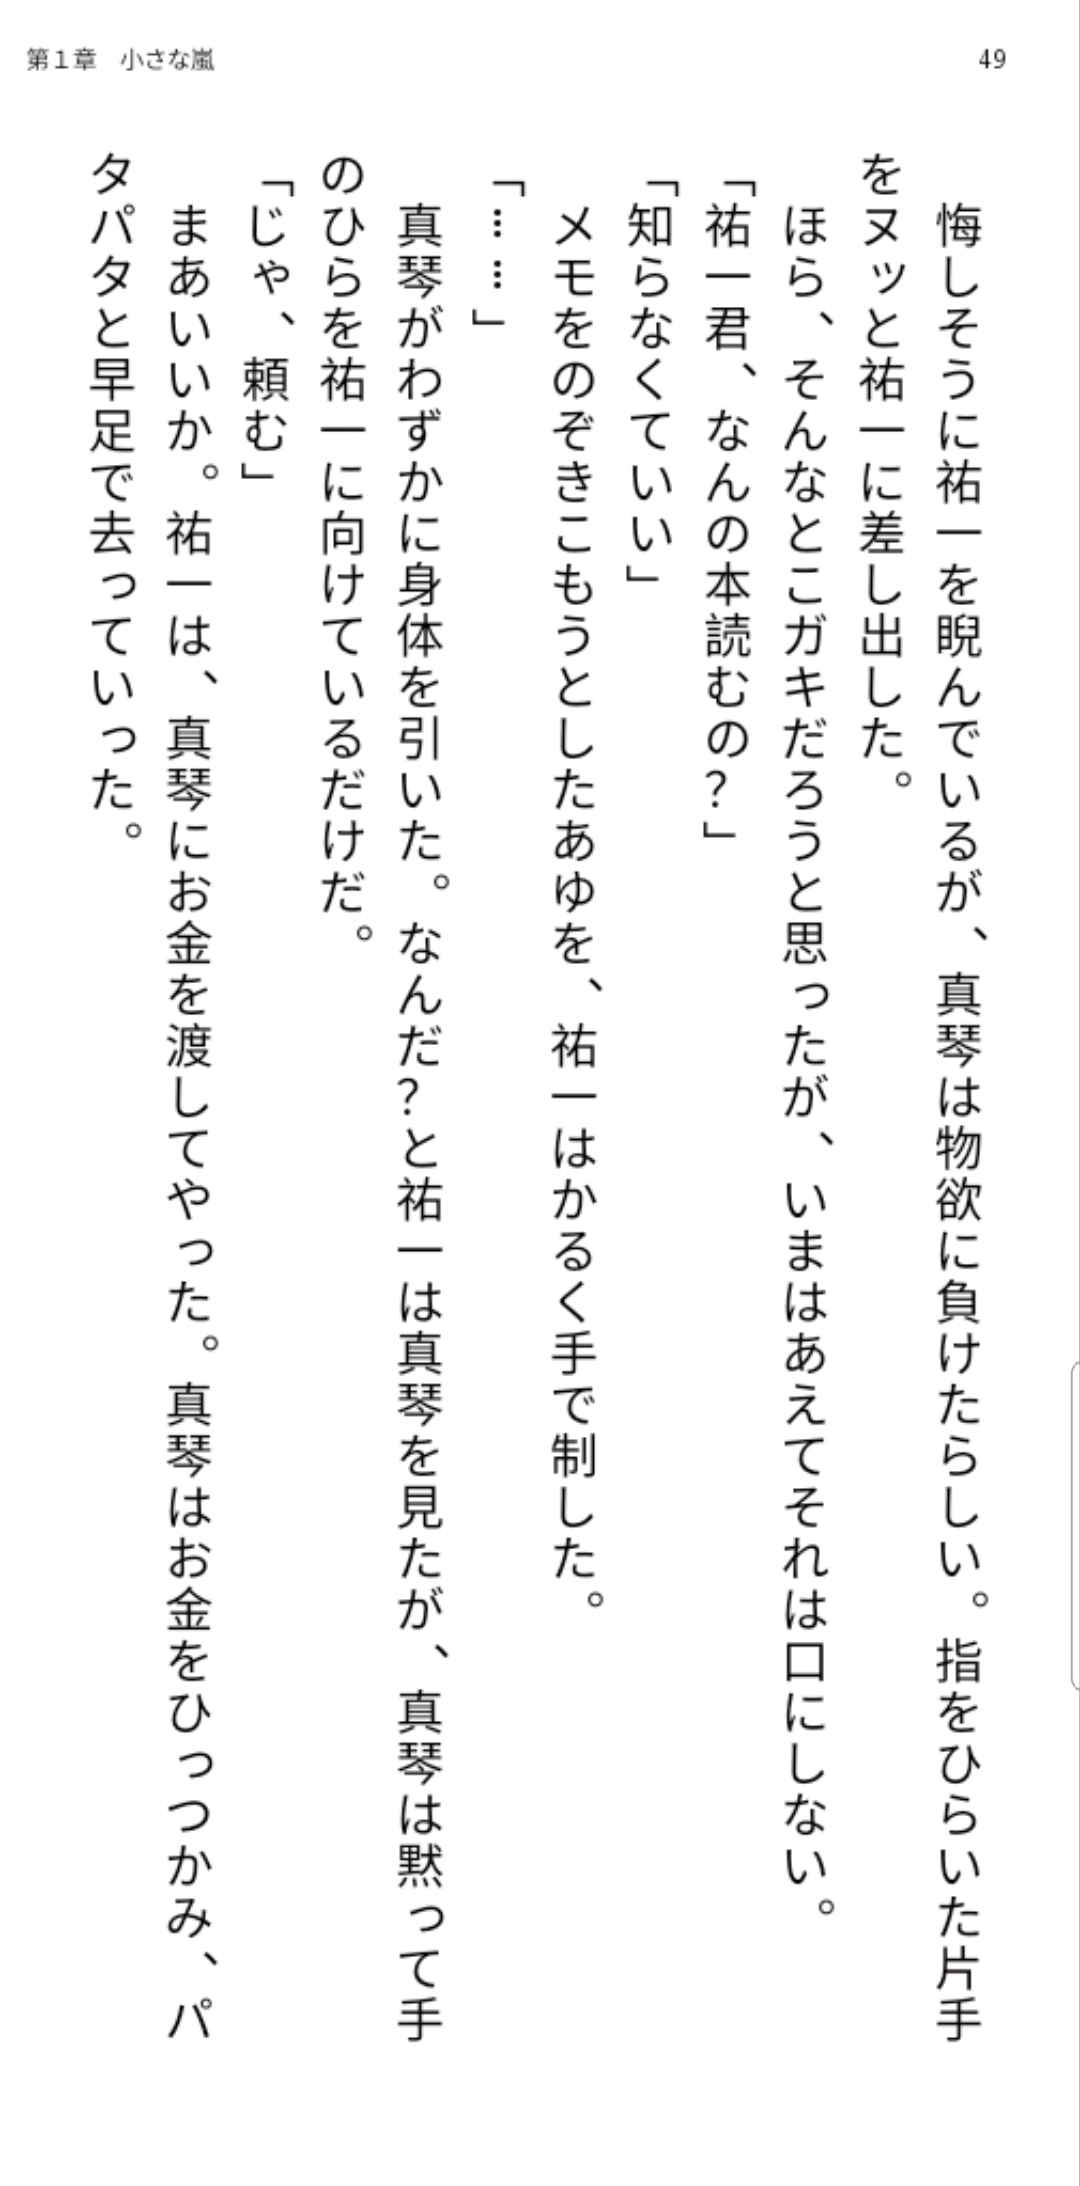 第１章　小さな嵐
49
　悔しそうに祐一を睨んでいるが、真琴は物欲に負けたらしい。指をひらいた片手
をヌッと祐一に差し出した。
　ほら、そんなとこガキだろうと思ったが、いまはあえてそれは口にしない。
「祐一君、なんの本読むの？」
「知らなくていい」
　メモをのぞきこもうとしたあゆを、祐一はかるく手で制した。
「……」
　真琴がわずかに身体を引いた。なんだ？と祐一は真琴を見たが、真琴は黙って手
のひらを祐一に向けているだけだ。
「じゃ、頼む」
　まあいいか。祐一は、真琴にお金を渡してやった。真琴はお金をひっつかみ、パ
タパタと早足で去っていった。